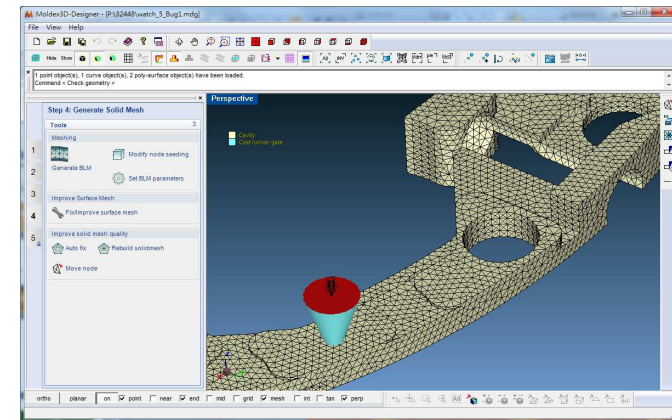 Moldex3D-Designer - [P:\32448\watch_5_Bug1.mdg]
File View Help
Hide Show
1 point object(s), 1 curve object(s), 2 poly-surface object(s) have been loaded.
Command < Check geometry >
Perspective
Step 4: Generate Solid Mesh
Tools
Meshing
Generate BLM
Modify node seeding
Set BLM parameters
Improve Surface Mesh
Fix/Improve surface mesh
Improve solid mesh quality
Auto fix
Rebuild solidmesh
Move node
1
2
3
4
5
Cavity
Cold runner gate
ortho planar on point near end mid grid mesh int tan perp